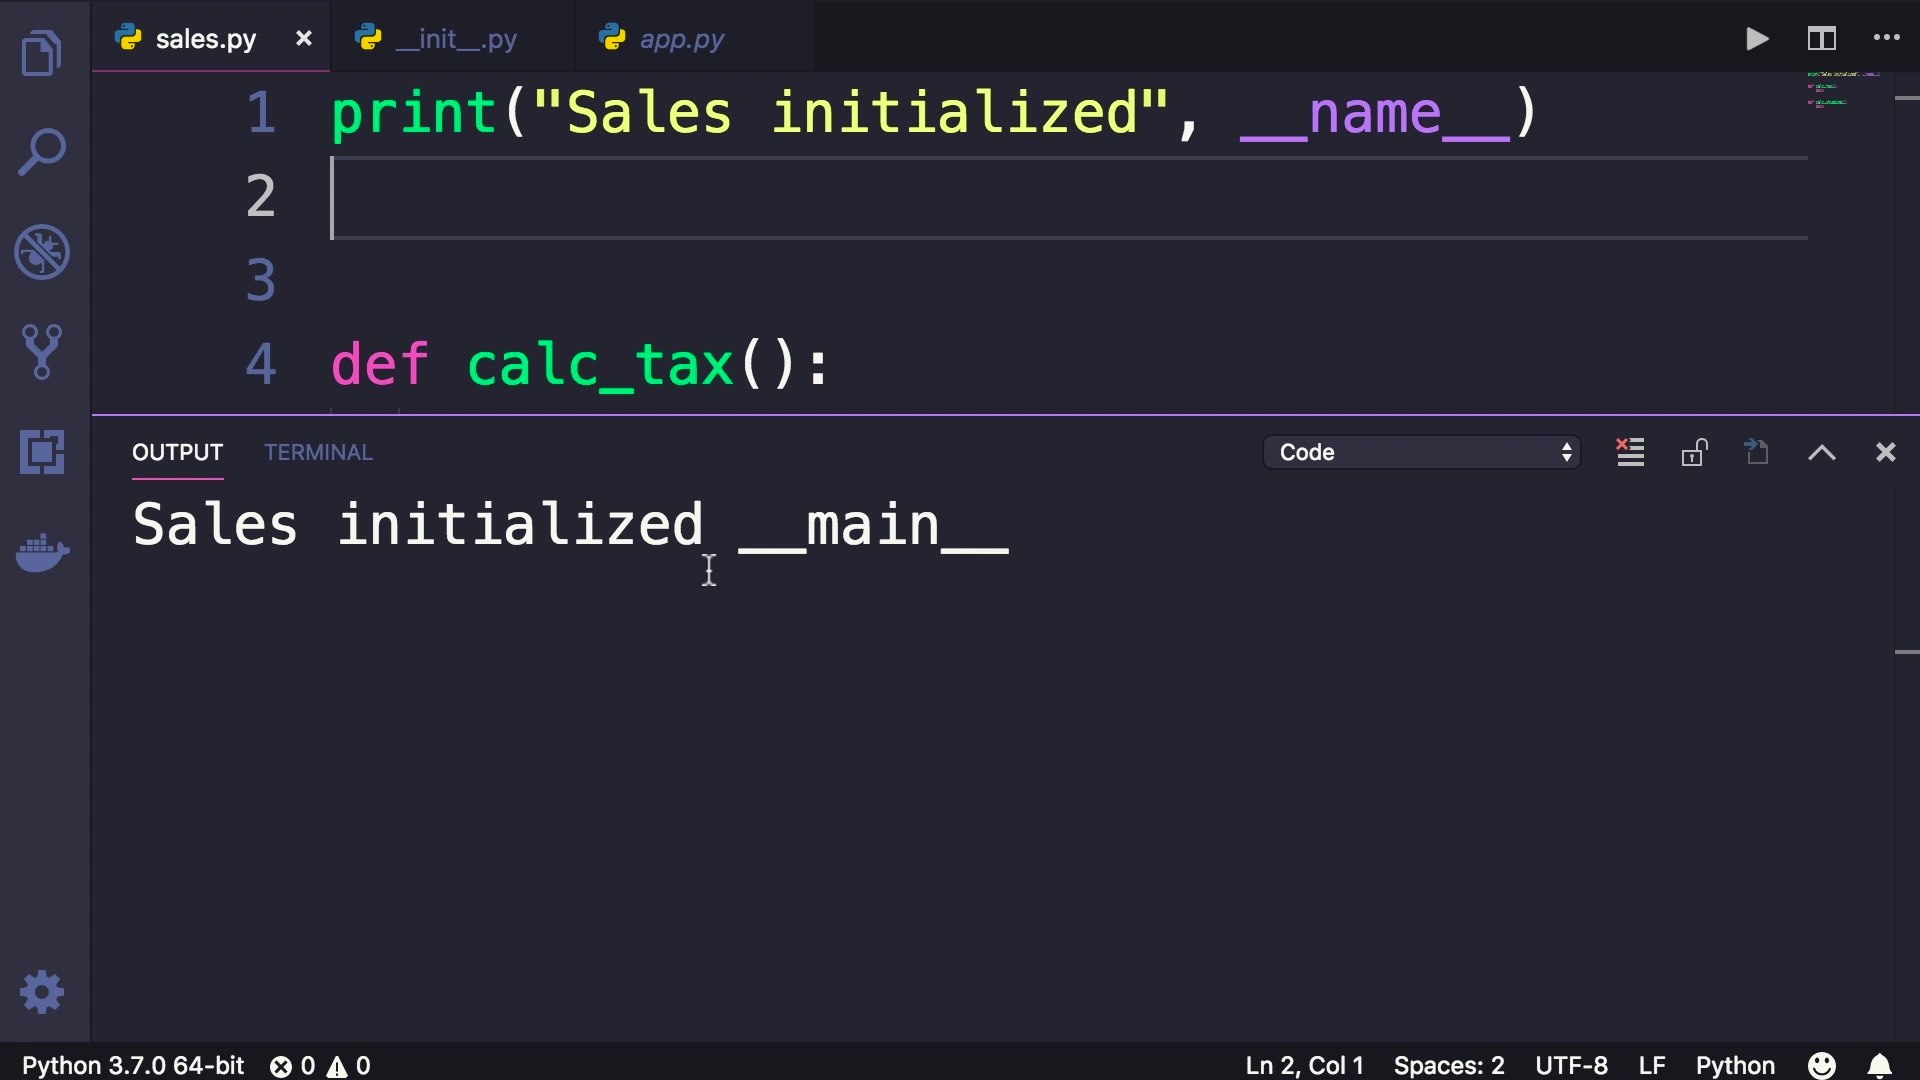 sales.py
__init__.py
app.py
1 print("Sales initialized", __name__)
2
3
4 def calc_tax():
OUTPUT TERMINAL Code
Sales initialized __main__
Python 3.7.0 64-bit 0 0 Ln 2, Col 1 Spaces: 2 UTF-8 LF Python